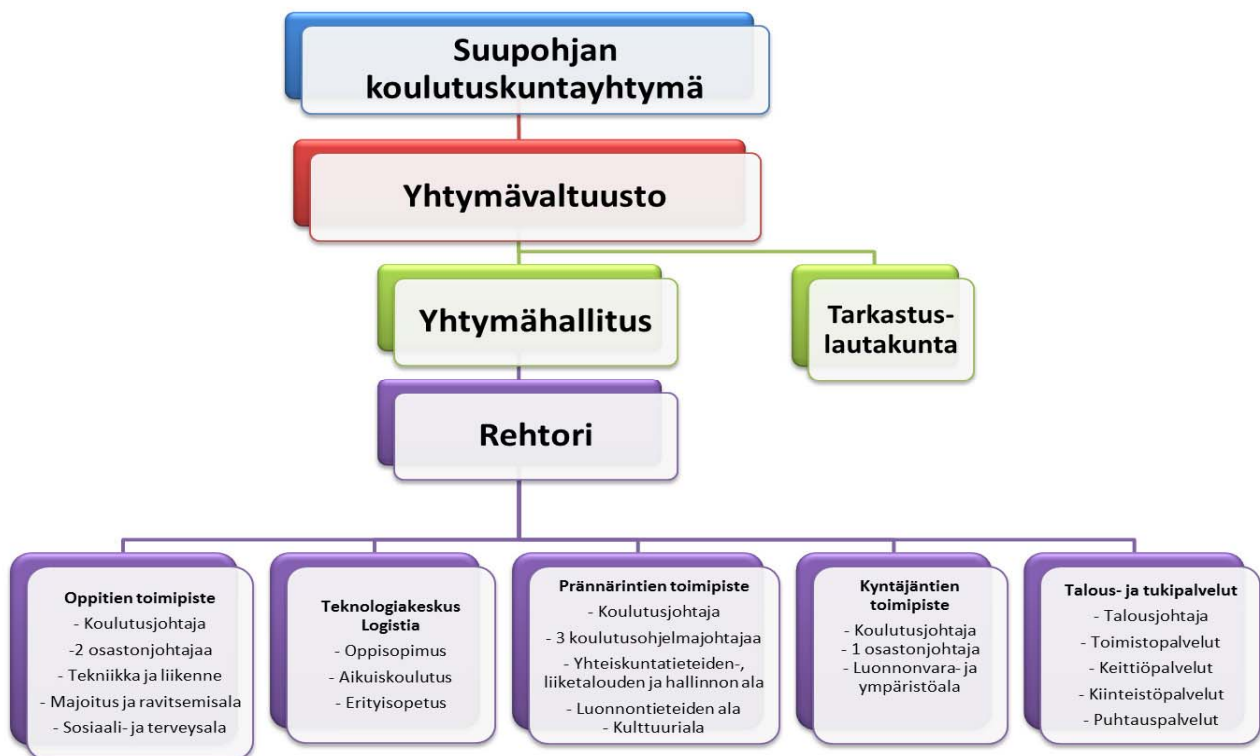 Suupohjan
koulutuskuntayhtymä
Yhtymävaltuusto
Yhtymähallitus
Tarkastus-
lautakunta
Rehtori
Oppitien toimipiste
- Koulutusjohtaja
-2 osastonjohtajaa
- Tekniikka ja liikenne
- Majoitus ja ravitsemisala
- Sosiaali- ja terveysala
Teknologiakeskus
Logistia
- Oppisopimus
- Aikuiskoulutus
- Erityisopetus
Prännärintien toimipiste
- Koulutusjohtaja
- 3 koulutusohjelmajohtajaa
- Yhteiskuntatieteiden-,
liiketalouden ja hallinnon ala
- Luonnontieteiden ala
- Kulttuuriala
Kyntäjäntien
toimipiste
- Koulutusjohtaja
- 1 osastonjohtaja
- Luonnonvara- ja
ympäristöala
Talous- ja tukipalvelut
- Talousjohtaja
- Toimistopalvelut
- Keittiöpalvelut
- Kiinteistöpalvelut
- Puhtauspalvelut